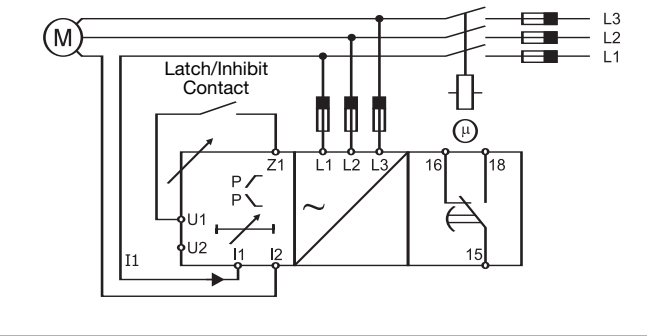 L3
M
L2
L1
Latch/Inhibit
Contact
μ
Z1
L1 L2 L3
16
18
P
P
~
U1
U2
I1
I1
I2
15